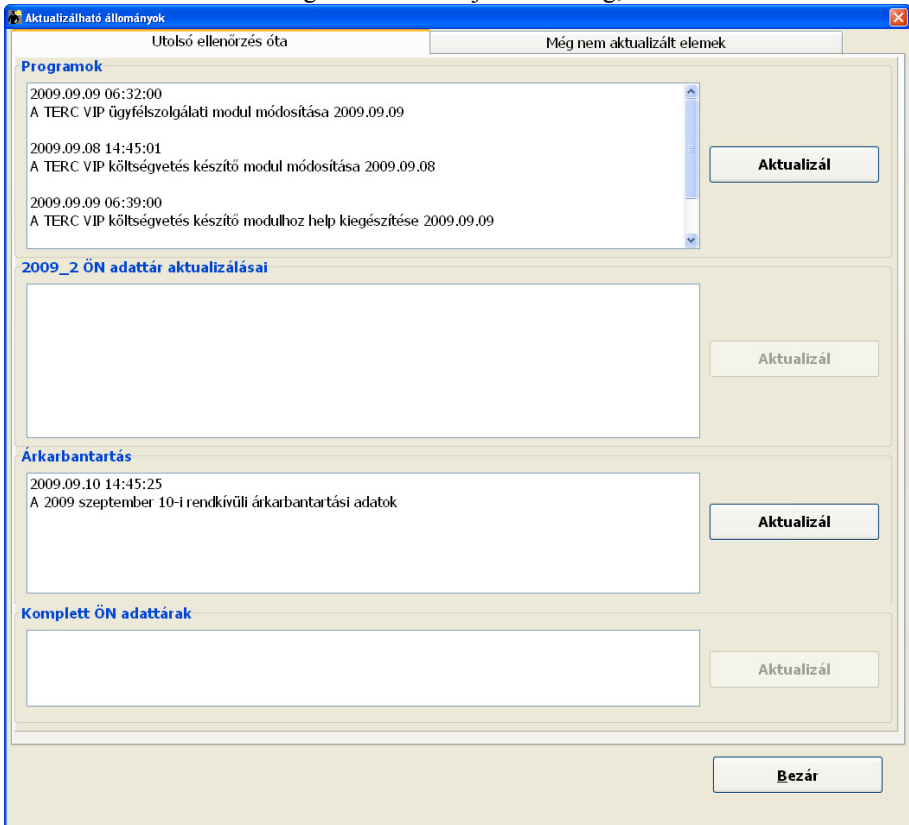 Aktualizálható állományok
Utolsó ellenőrzés óta
Még nem aktualizált elemek
Programok
2009.09.09 06:32:00
A TERC VIP ügyfélszolgálati modul módosítása 2009.09.09
2009.09.08 14:45:01
A TERC VIP költségvetés készítő modul módosítása 2009.09.08
2009.09.09 06:39:00
A TERC VIP költségvetés készítő modulhoz help kiegészítése 2009.09.09
Aktualizál
2009_2 ÖN adattár aktualizálásai
Aktualizál
Árkarbantartás
2009.09.10 14:45:25
A 2009 szeptember 10-i rendkívüli árkarbantartási adatok
Aktualizál
Komplett ÖN adattárak
Aktualizál
Bezár